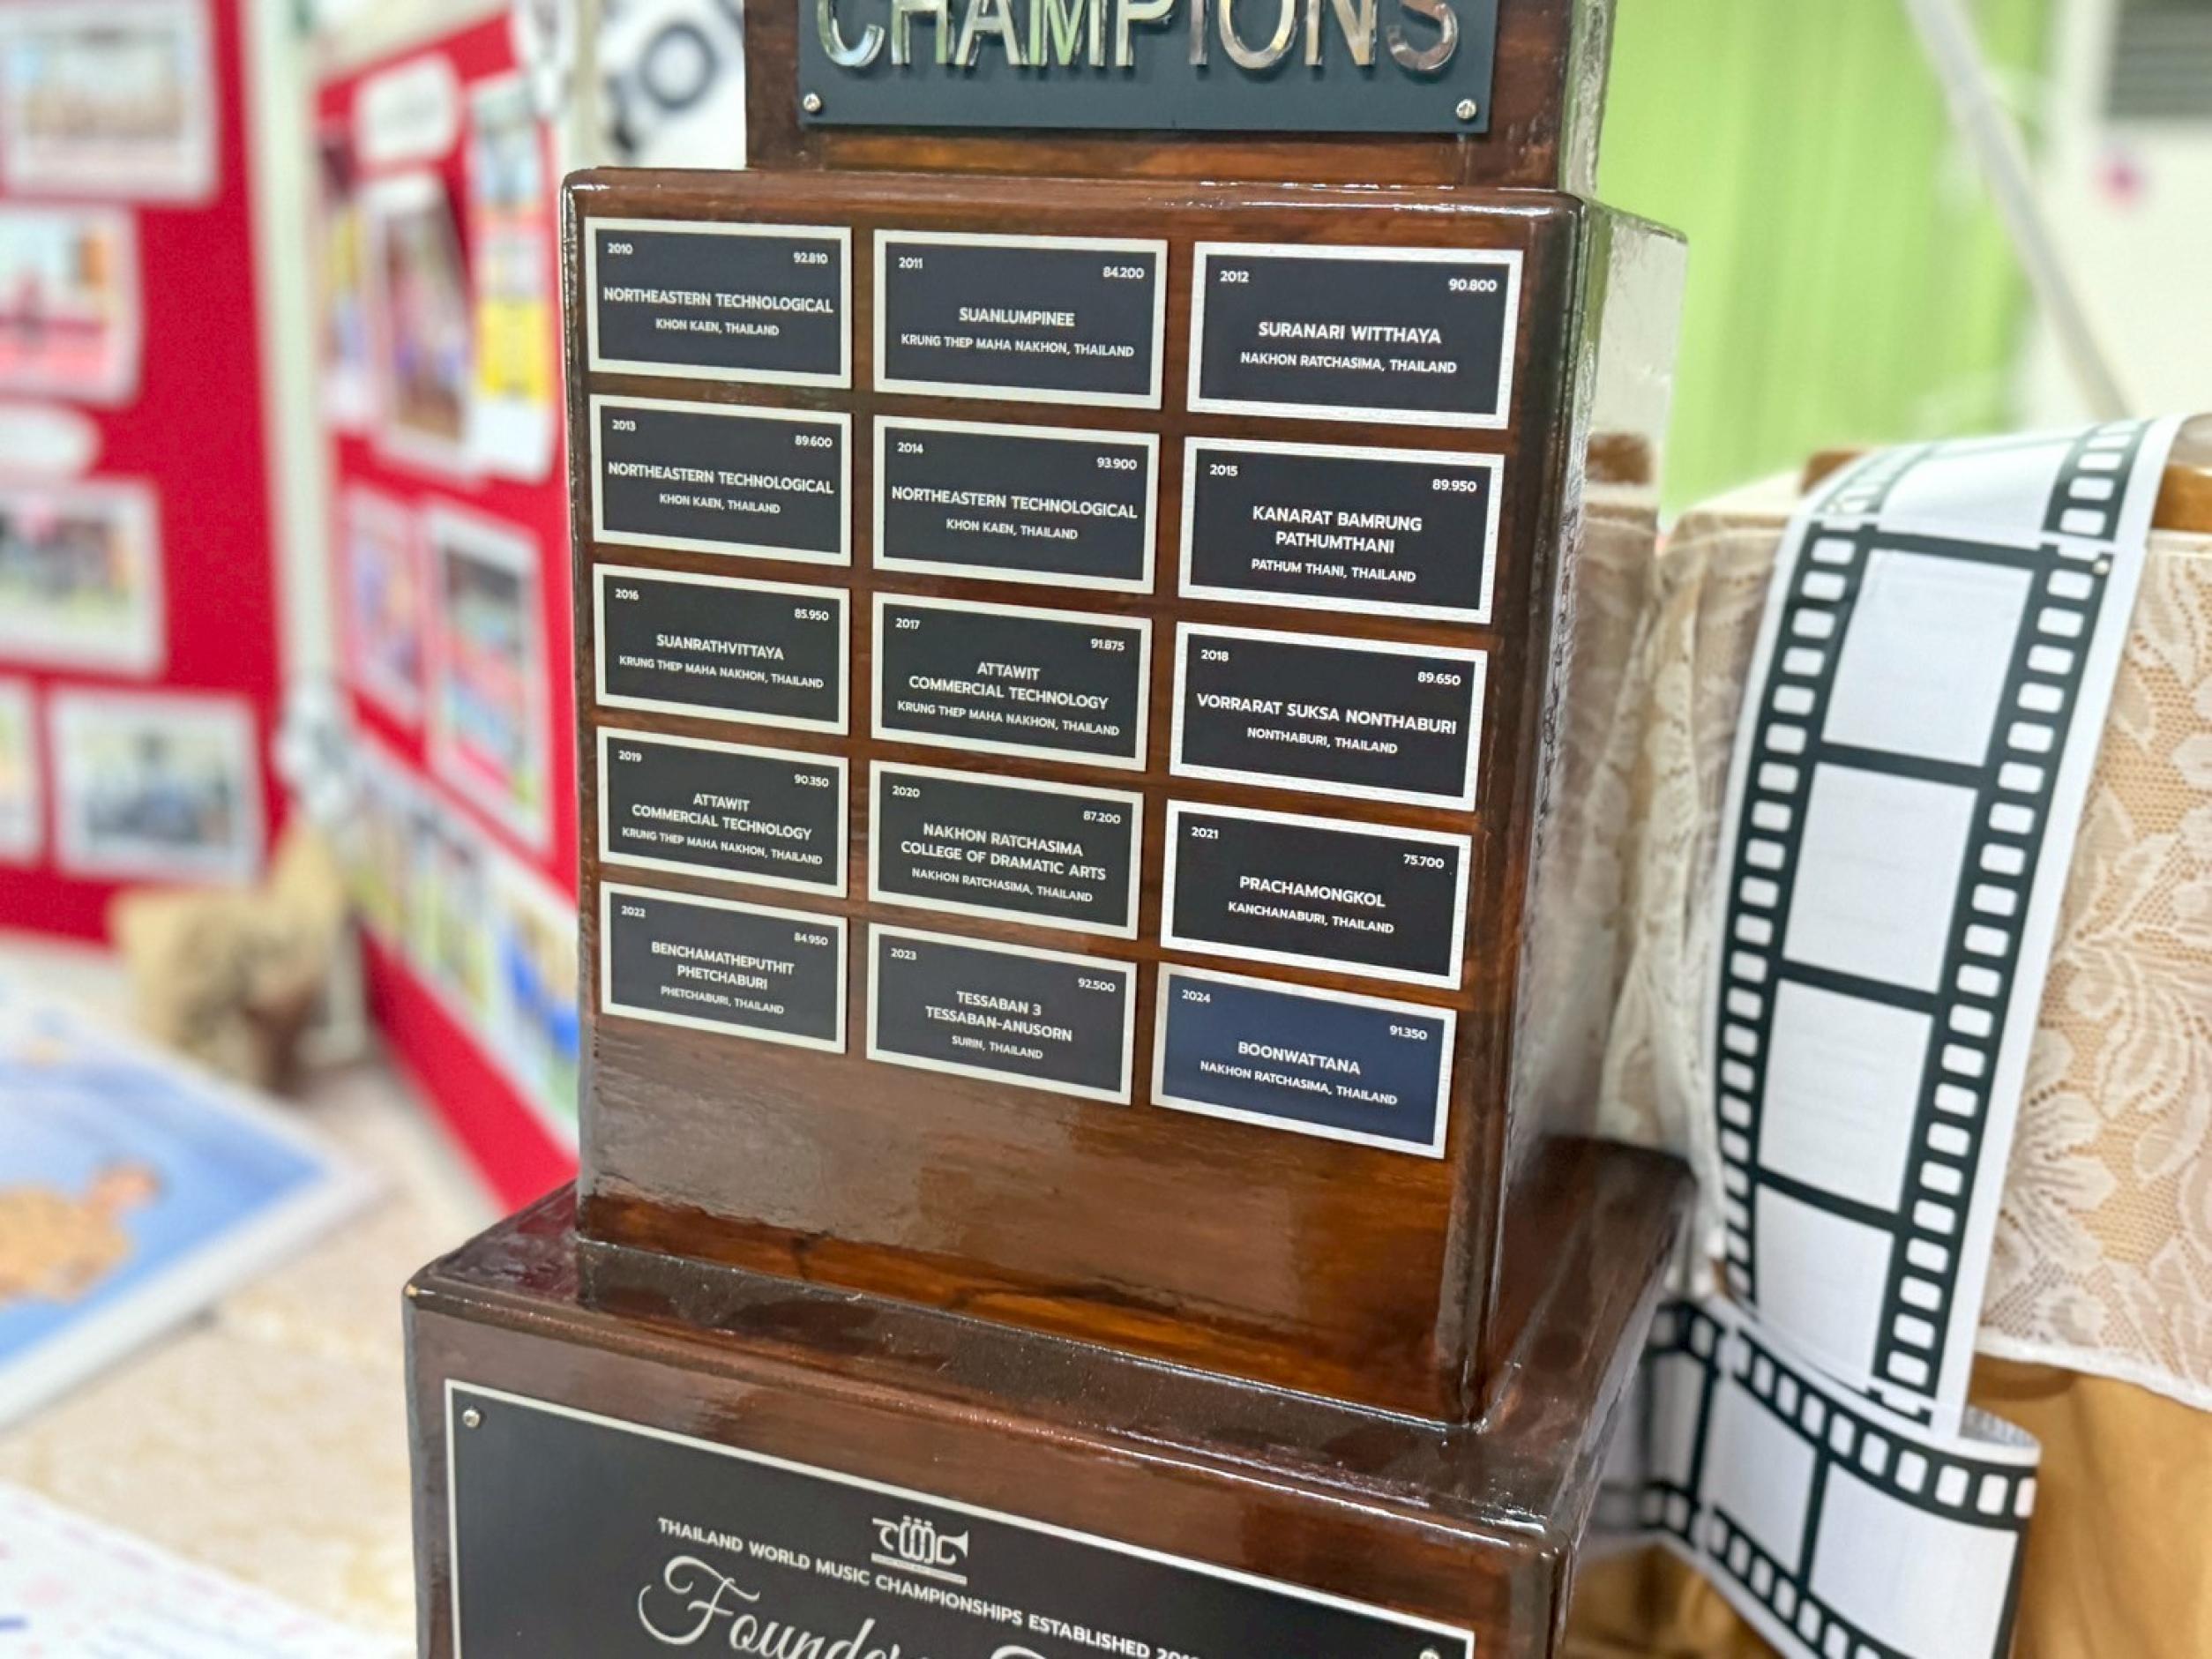 CHAMPIONS
2010 92.810
NORTHEASTERN TECHNOLOGICAL
KHON KAEN, THAILAND
2011 84.200
SUANLUMPINEE
KRUNG THEP MAHA NAKHON, THAILAND
2012 90.800
SURANARI WITTHAYA
NAKHON RATCHASIMA, THAILAND
2013 89.600
NORTHEASTERN TECHNOLOGICAL
KHON KAEN, THAILAND
2014 93.900
NORTHEASTERN TECHNOLOGICAL
KHON KAEN, THAILAND
2015 89.950
KANARAT BAMRUNG
PATHUMTHANI
PATHUM THANI, THAILAND
2016 85.950
SUANRATHVITTAYA
KRUNG THEP MAHA NAKHON, THAILAND
2017 91.875
ATTAWIT
COMMERCIAL TECHNOLOGY
KRUNG THEP MAHA NAKHON, THAILAND
2018 89.650
VORRARAT SUKSA NONTHABURI
NONTHABURI, THAILAND
2019 90.350
ATTAWIT
COMMERCIAL TECHNOLOGY
KRUNG THEP MAHA NAKHON, THAILAND
2020 87.200
NAKHON RATCHASIMA
COLLEGE OF DRAMATIC ARTS
NAKHON RATCHASIMA, THAILAND
2021 75.700
PRACHAMONGKOL
KANCHANABURI, THAILAND
2022 84.950
BENCHAMATHEPUTHIT
PHETCHABURI
PHETCHABURI, THAILAND
2023 92.500
TESSABAN 3
TESSABAN-ANUSORN
SURIN, THAILAND
2024 91.350
BOONWATTANA
NAKHON RATCHASIMA, THAILAND
THAILAND WORLD MUSIC CHAMPIONSHIPS ESTABLISHED